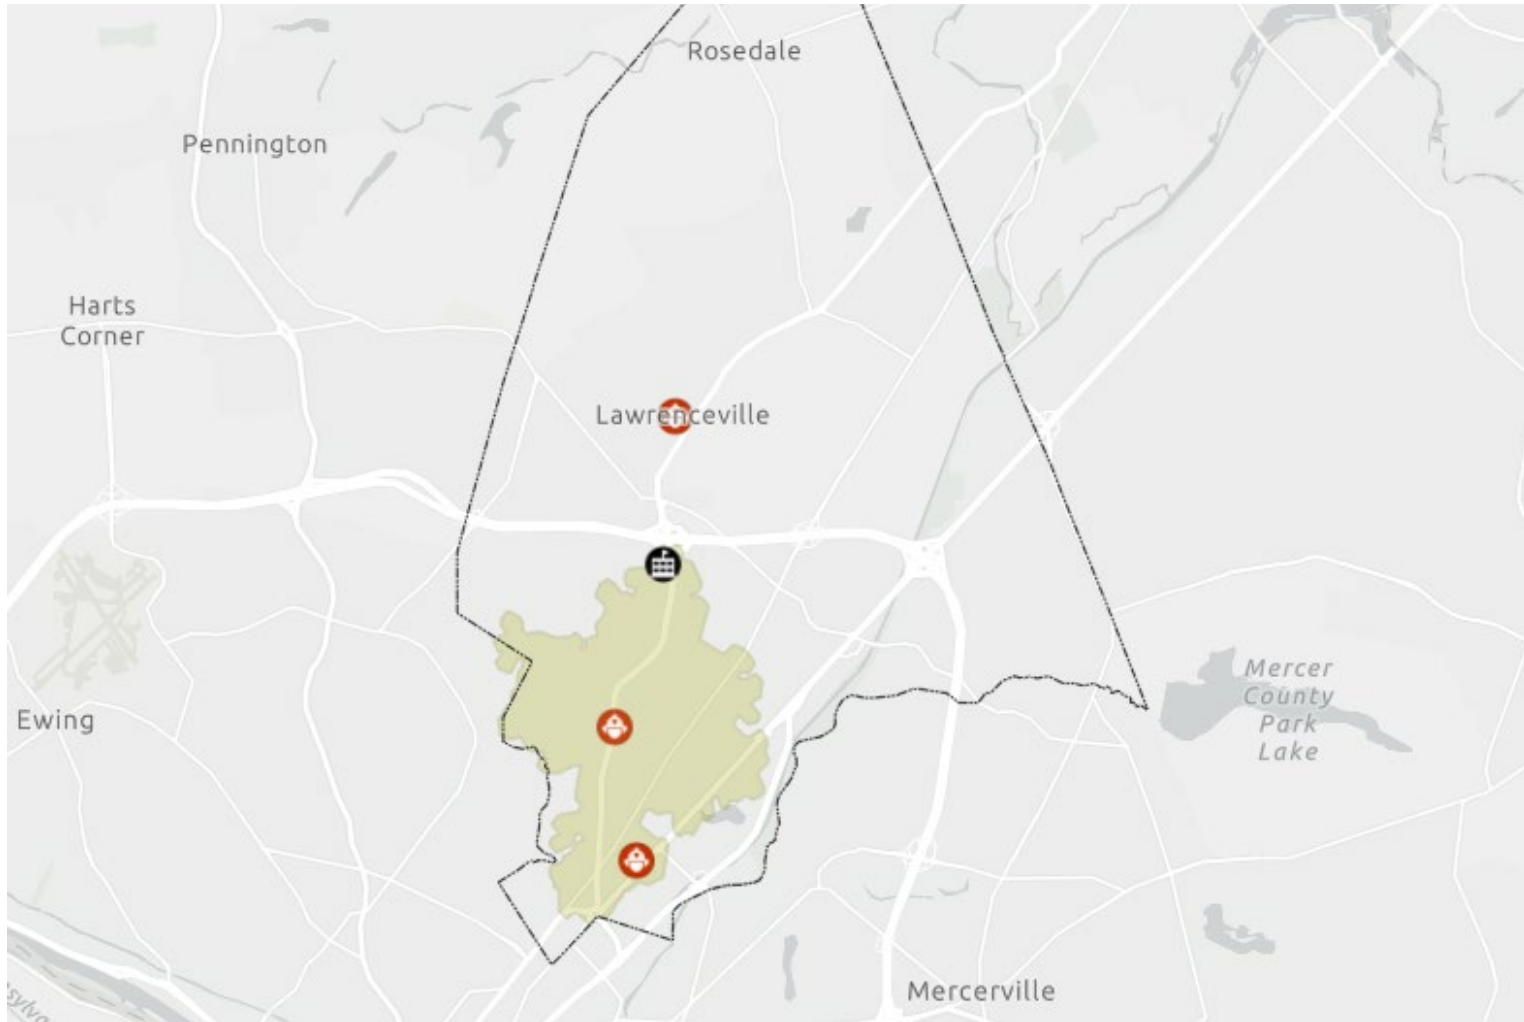 Rosedale
Pennington
Harts
Corner
Lawrenceville
Mercer
County
Park
Lake
Ewing
Mercerville